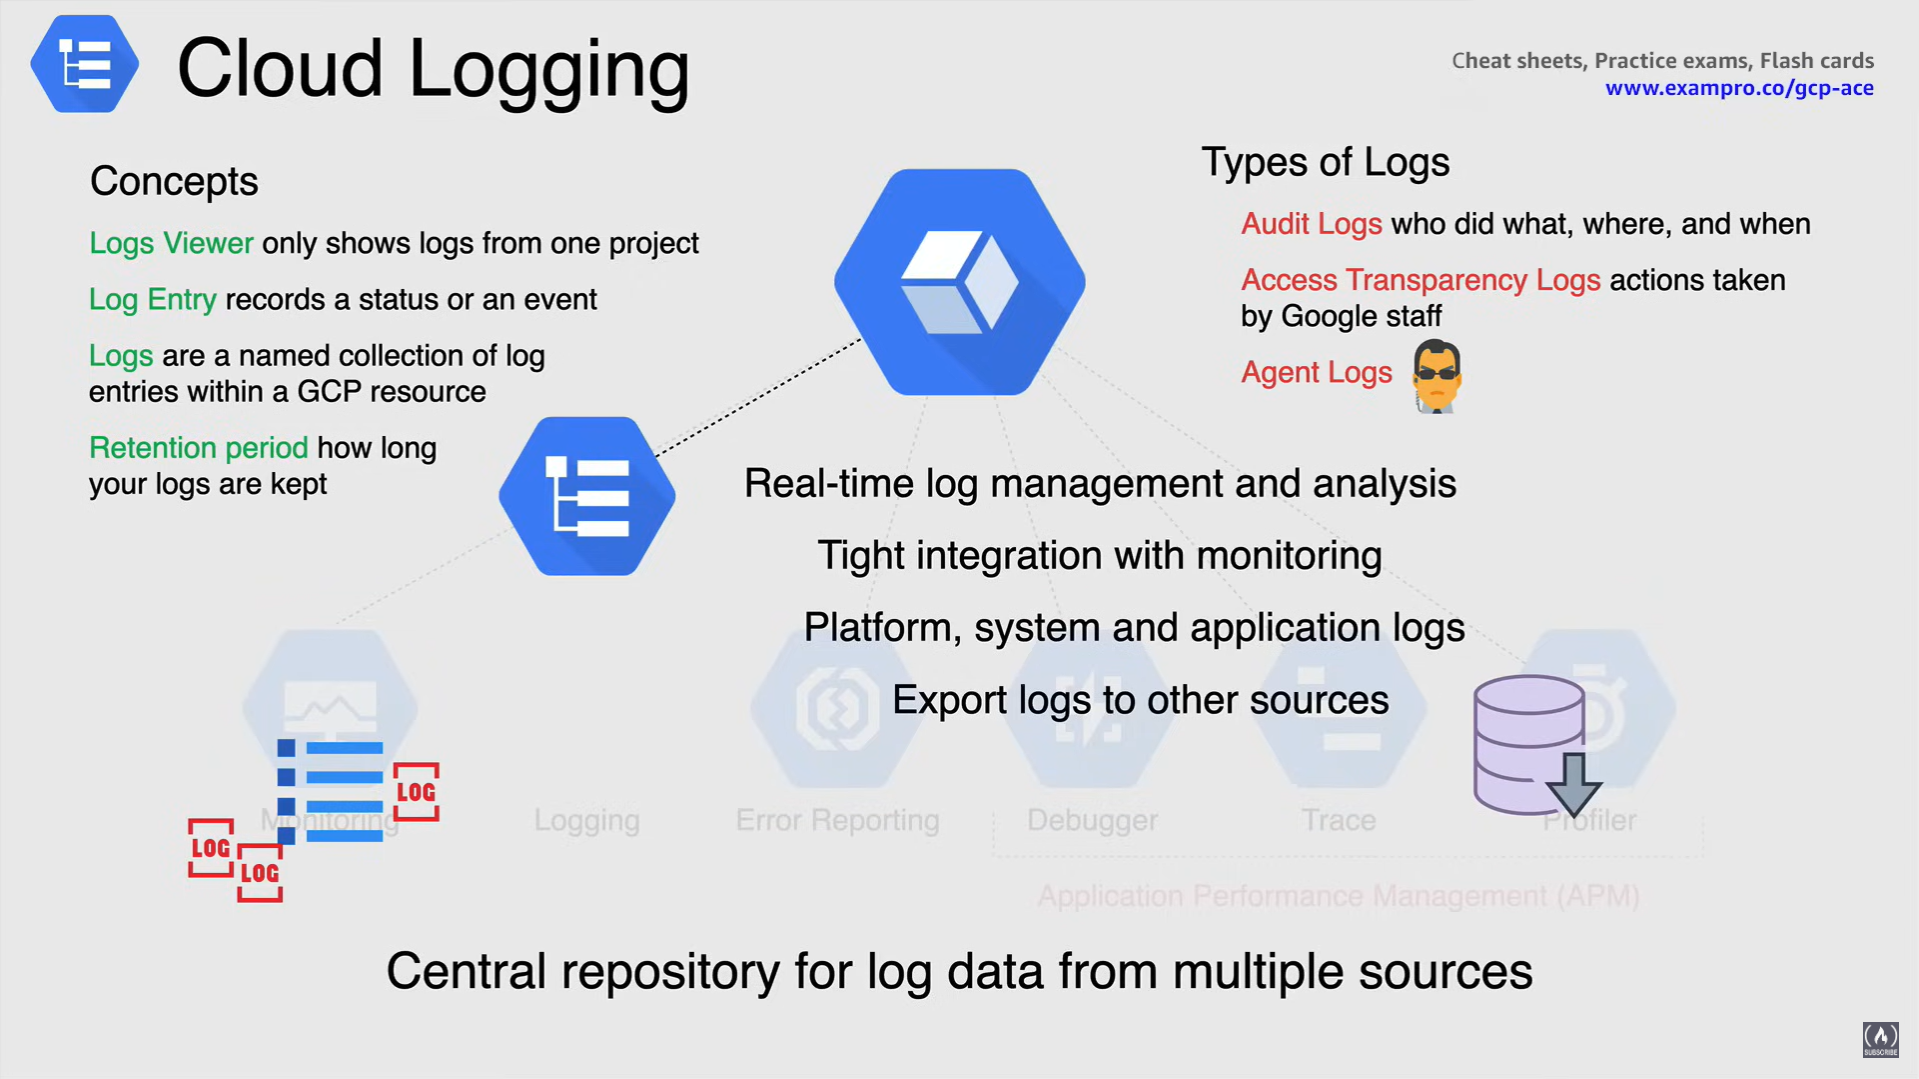 Cloud Logging
Cheat sheets, Practice exams, Flash cards
www.exampro.co/gcp-ace
Concepts
Logs Viewer only shows logs from one project
Log Entry records a status or an event
Logs are a named collection of log
entries within a GCP resource
Retention period how long
your logs are kept
Types of Logs
Audit Logs who did what, where, and when
Access Transparency Logs actions taken
by Google staff
Agent Logs
Real-time log management and analysis
Tight integration with monitoring
Platform, system and application logs
Export logs to other sources
LOG
LOG
LOG
Monitoring
Logging
Error Reporting
Debugger
Trace
Profiler
Application Performance Management (APM)
Central repository for log data from multiple sources
SUBSCRIBE